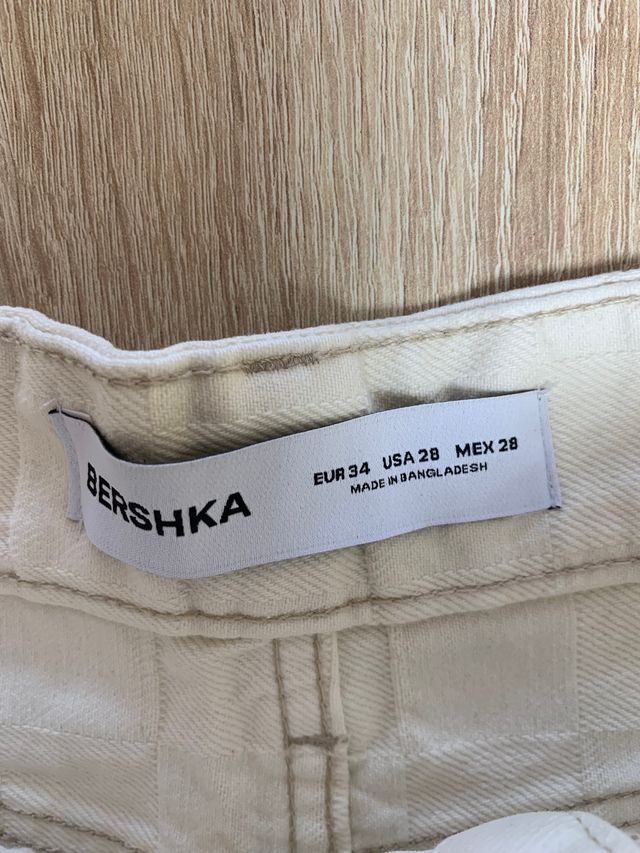 BERSHKA
EUR 34 USA 28 MEX 28
MADE IN BANGLADESH